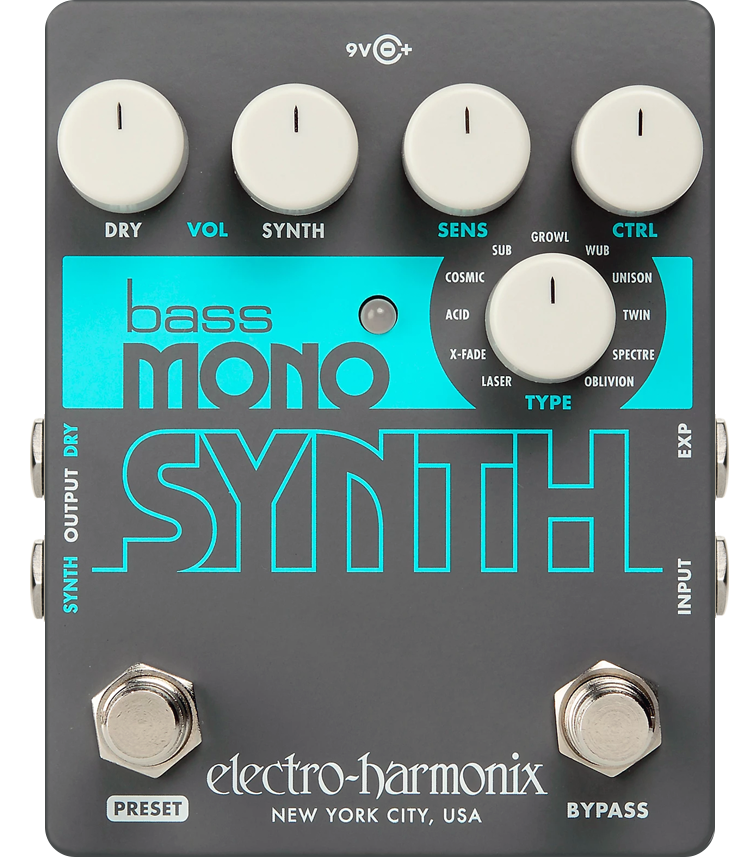 9V
DRY VOL SYNTH SENS CTRL
GROWL
SUB WUB
COSMIC UNISON
ACID TWIN
X-FADE SPECTRE
LASER OBLIVION
TYPE
bass
MONO
SYNTH
DRY
OUTPUT
SYNTH
EXP
INPUT
electro-harmonix
NEW YORK CITY, USA
PRESET
BYPASS